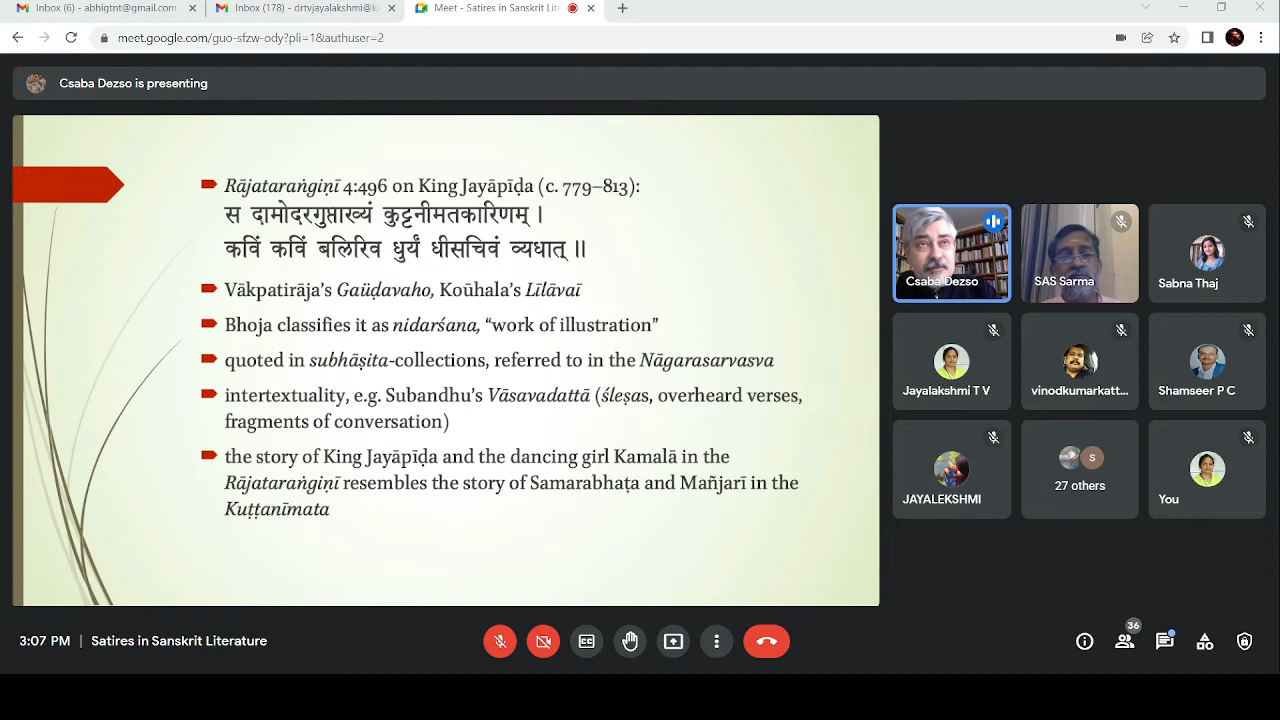 Inbox (6) - abhigtnt@gmail.com
Inbox (178) - drtvjayalakshmi@k
Meet - Satires in Sanskrit Lite
meet.google.com/guo-sfzw-ody?pli=1&authuser=2
Csaba Dezso is presenting
Rājataraṅgiṇī 4:496 on King Jayāpīḍa (c. 779–813):
स दामोदरगुप्ताख्यं कुट्टनीमतकारिणम् ।
कविं कविं बलिरिव धुर्यं धीसचिवं व्यधात् ॥
Vākpatirāja’s Gaüḍavaho, Koūhala’s Līlāvaī
Bhoja classifies it as nidarśana, “work of illustration”
quoted in subhāṣita-collections, referred to in the Nāgarasarvasva
intertextuality, e.g. Subandhu’s Vāsavadattā (śleṣas, overheard verses,
fragments of conversation)
the story of King Jayāpīḍa and the dancing girl Kamalā in the
Rājataraṅgiṇī resembles the story of Samarabhaṭa and Mañjarī in the
Kuṭṭanīmata
Csaba Dezso
SAS Sarma
Sabna Thaj
Jayalakshmi T V
vinodkumarkatt...
Shamseer P C
JAYALEKSHMI
S
27 others
You
3:07 PM | Satires in Sanskrit Literature
36